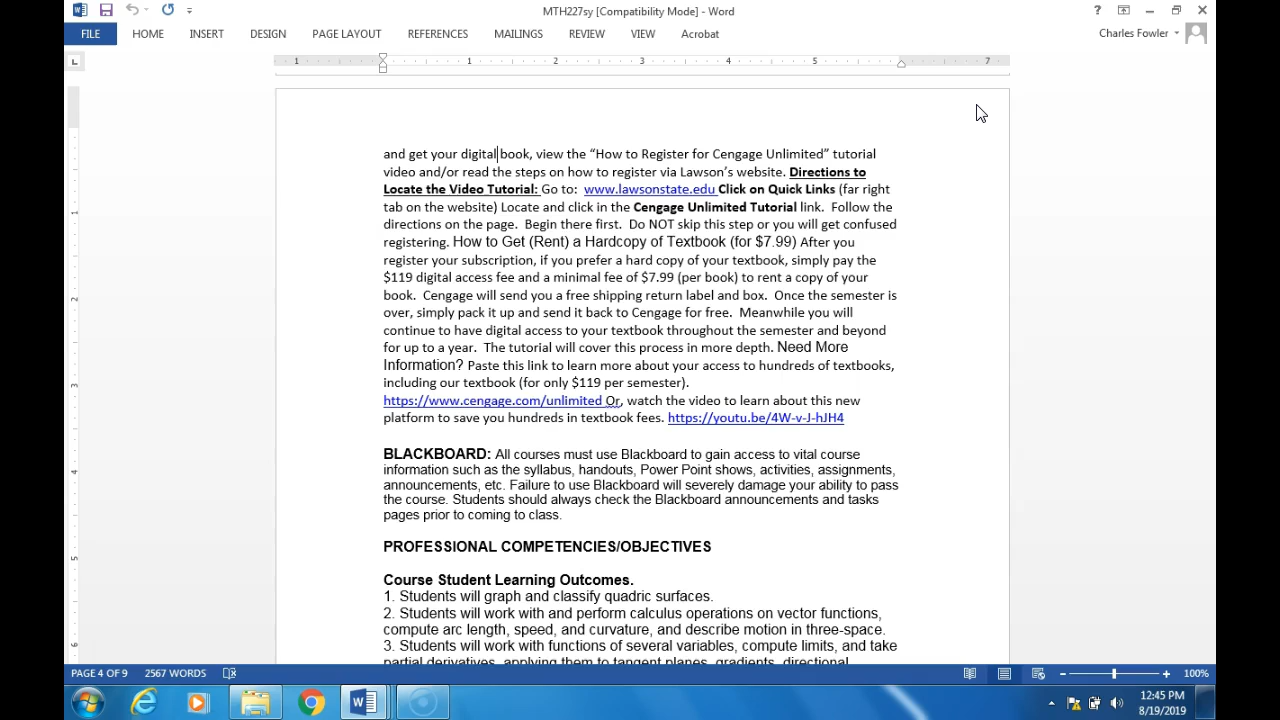 MTH227sy [Compatibility Mode] - Word
FILE HOME INSERT DESIGN PAGE LAYOUT REFERENCES MAILINGS REVIEW VIEW Acrobat Charles Fowler
1 1 2 3 4 5 7
and get your digital book, view the “How to Register for Cengage Unlimited” tutorial
video and/or read the steps on how to register via Lawson’s website. Directions to
Locate the Video Tutorial: Go to: www.lawsonstate.edu Click on Quick Links (far right
tab on the website) Locate and click in the Cengage Unlimited Tutorial link. Follow the
directions on the page. Begin there first. Do NOT skip this step or you will get confused
registering. How to Get (Rent) a Hardcopy of Textbook (for $7.99) After you
register your subscription, if you prefer a hard copy of your textbook, simply pay the
$119 digital access fee and a minimal fee of $7.99 (per book) to rent a copy of your
book. Cengage will send you a free shipping return label and box. Once the semester is
over, simply pack it up and send it back to Cengage for free. Meanwhile you will
continue to have digital access to your textbook throughout the semester and beyond
for up to a year. The tutorial will cover this process in more depth. Need More
Information? Paste this link to learn more about your access to hundreds of textbooks,
including our textbook (for only $119 per semester).
https://www.cengage.com/unlimited Or, watch the video to learn about this new
platform to save you hundreds in textbook fees. https://youtu.be/4W-v-J-hJH4
BLACKBOARD: All courses must use Blackboard to gain access to vital course
information such as the syllabus, handouts, Power Point shows, activities, assignments,
announcements, etc. Failure to use Blackboard will severely damage your ability to pass
the course. Students should always check the Blackboard announcements and tasks
pages prior to coming to class.
PROFESSIONAL COMPETENCIES/OBJECTIVES
Course Student Learning Outcomes.
1. Students will graph and classify quadric surfaces.
2. Students will work with and perform calculus operations on vector functions,
compute arc length, speed, and curvature, and describe motion in three-space.
3. Students will work with functions of several variables, compute limits, and take
partial derivatives, applying them to tangent planes, gradients, directional
PAGE 4 OF 9 2567 WORDS 100%
12:45 PM
8/19/2019